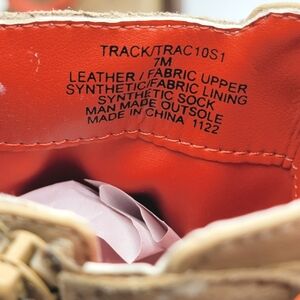 TRACK/TRAC10S1
7M
LEATHER / FABRIC UPPER
SYNTHETIC/FABRIC LINING
SYNTHETIC SOCK
MAN MADE OUTSOLE
MADE IN CHINA 1122